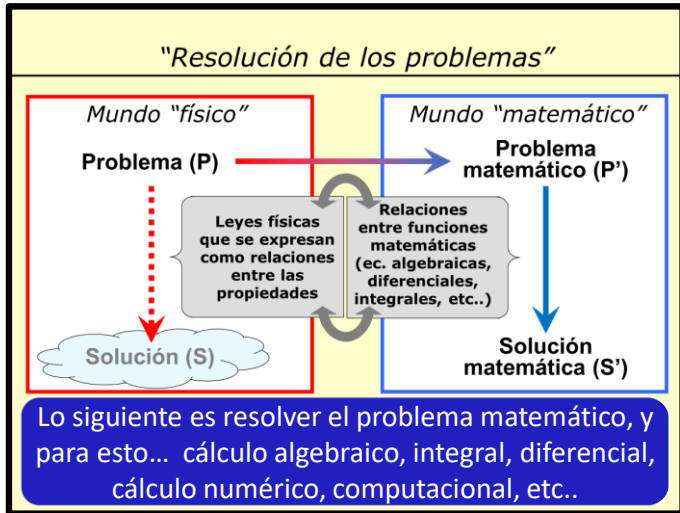 “Resolución de los problemas”
Mundo “físico”
Problema (P)
Leyes físicas
que se expresan
como relaciones
entre las
propiedades
Solución (S)
Mundo “matemático”
Problema
matemático (P’)
Relaciones
entre funciones
matemáticas
(ec. algebraicas,
diferenciales,
integrales, etc..)
Solución
matemática (S’)
Lo siguiente es resolver el problema matemático, y
para esto… cálculo algebraico, integral, diferencial,
cálculo numérico, computacional, etc..